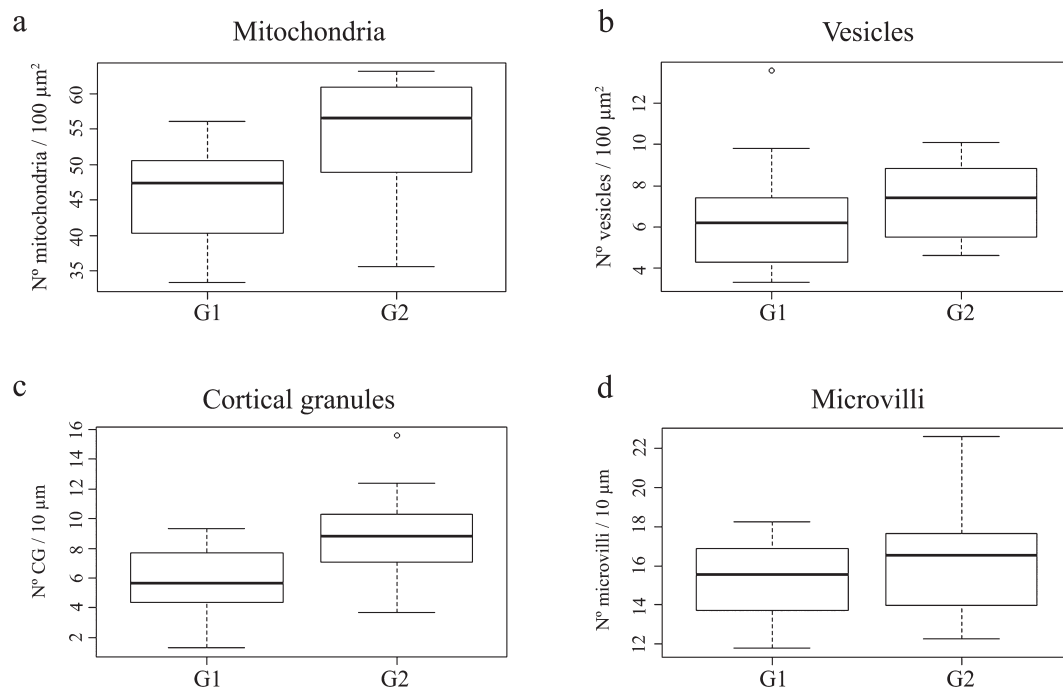 a
Mitochondria
Nº mitochondria / 100 µm²
60
55
50
45
40
35
G1
G2
b
Vesicles
Nº vesicles / 100 µm²
12
10
8
6
4
G1
G2
c
Cortical granules
Nº CG / 10 µm
16
14
12
10
8
6
4
2
G1
G2
d
Microvilli
Nº microvilli / 10 µm
22
20
18
16
14
12
G1
G2